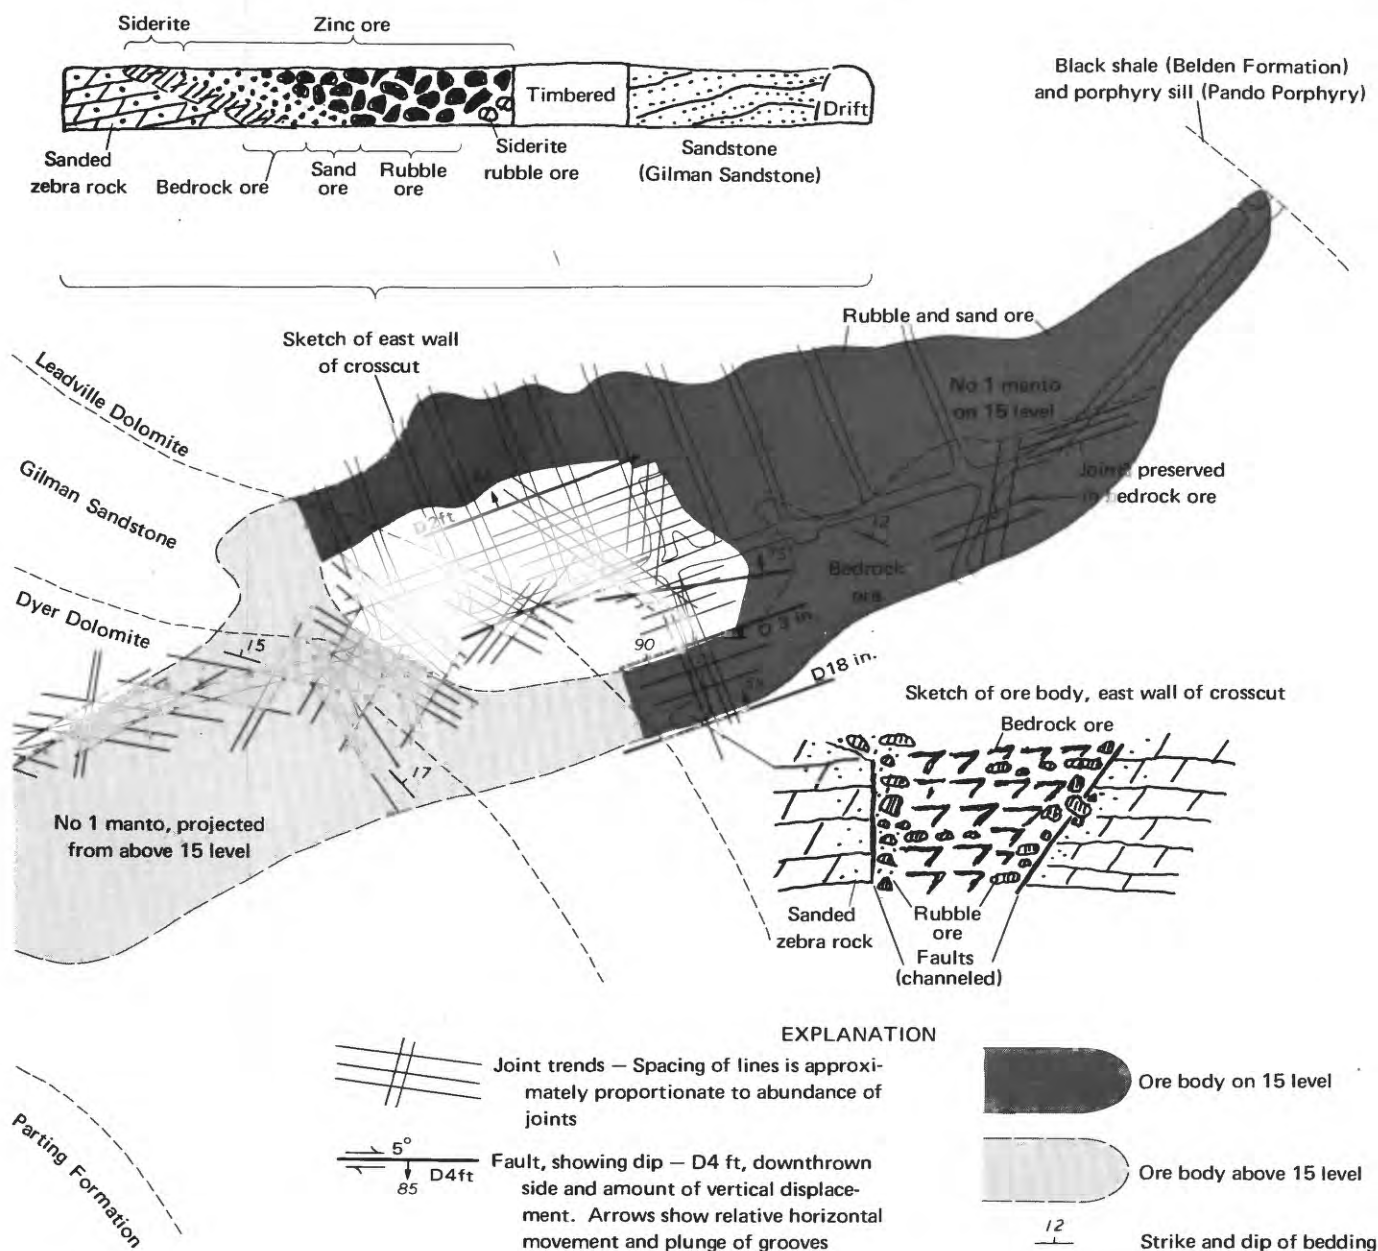 Siderite
Zinc ore
Timbered
Drift
Sanded
zebra rock
Bedrock ore
Sand
ore
Rubble
ore
Siderite
rubble ore
Sandstone
(Gilman Sandstone)
Black shale (Belden Formation)
and porphyry sill (Pando Porphyry)
Sketch of east wall
of crosscut
Rubble and sand ore
No 1 manto
on 15 level
Leadville Dolomite
Gilman Sandstone
Dyer Dolomite
Joints preserved
in bedrock ore
D2ft
12
75
Bedrock
ore
D 3 in.
90
15
D18 in.
17
No 1 manto, projected
from above 15 level
Sketch of ore body, east wall of crosscut
Bedrock ore
Sanded
zebra rock
Rubble
ore
Faults
(channeled)
Parting Formation
EXPLANATION
Joint trends — Spacing of lines is approxi-
mately proportionate to abundance of
joints
5°
D4ft
85
Fault, showing dip — D4 ft, downthrown
side and amount of vertical displace-
ment. Arrows show relative horizontal
movement and plunge of grooves
Ore body on 15 level
Ore body above 15 level
12
Strike and dip of bedding